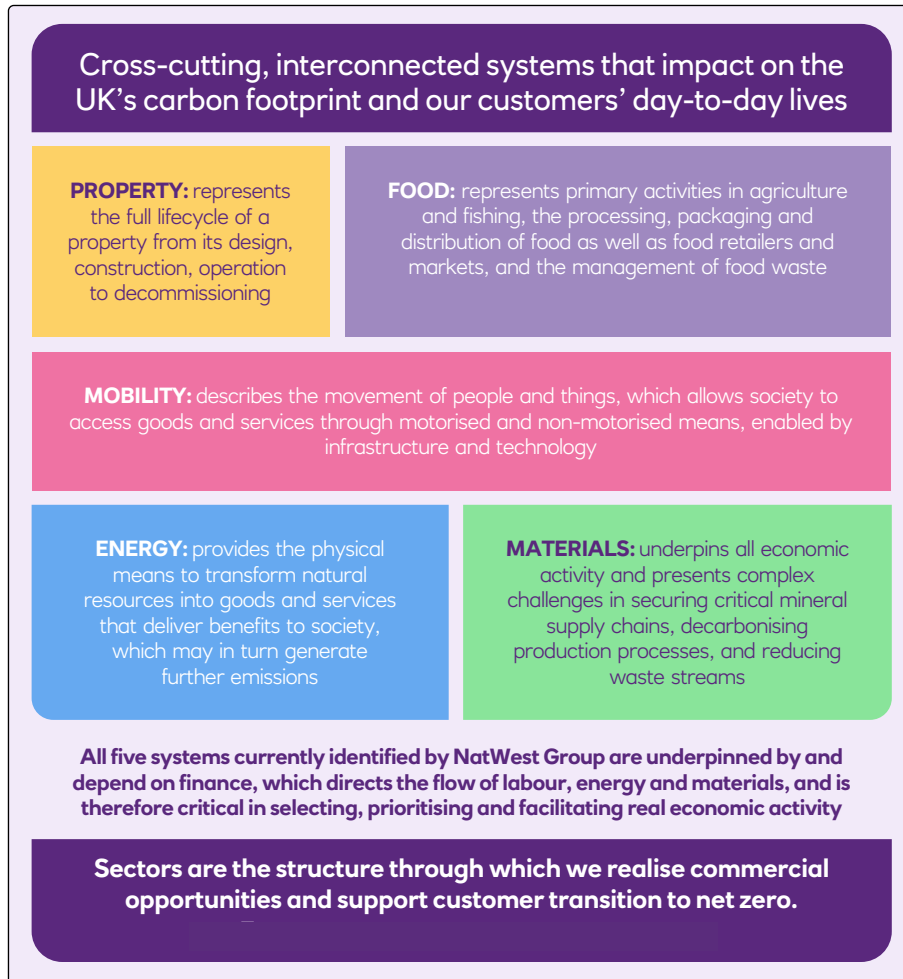 Cross-cutting, interconnected systems that impact on the
UK's carbon footprint and our customers' day-to-day lives
PROPERTY: represents
the full lifecycle of a
property from its design,
construction, operation
to decommissioning
FOOD: represents primary activities in agriculture
and fishing, the processing, packaging and
distribution of food as well as food retailers and
markets, and the management of food waste
MOBILITY: describes the movement of people and things, which allows society to
access goods and services through motorised and non-motorised means, enabled by
infrastructure and technology
ENERGY: provides the physical
means to transform natural
resources into goods and services
that deliver benefits to society,
which may in turn generate
further emissions
MATERIALS: underpins all economic
activity and presents complex
challenges in securing critical mineral
supply chains, decarbonising
production processes, and reducing
waste streams
All five systems currently identified by NatWest Group are underpinned by and
depend on finance, which directs the flow of labour, energy and materials, and is
therefore critical in selecting, prioritising and facilitating real economic activity
Sectors are the structure through which we realise commercial
opportunities and support customer transition to net zero.